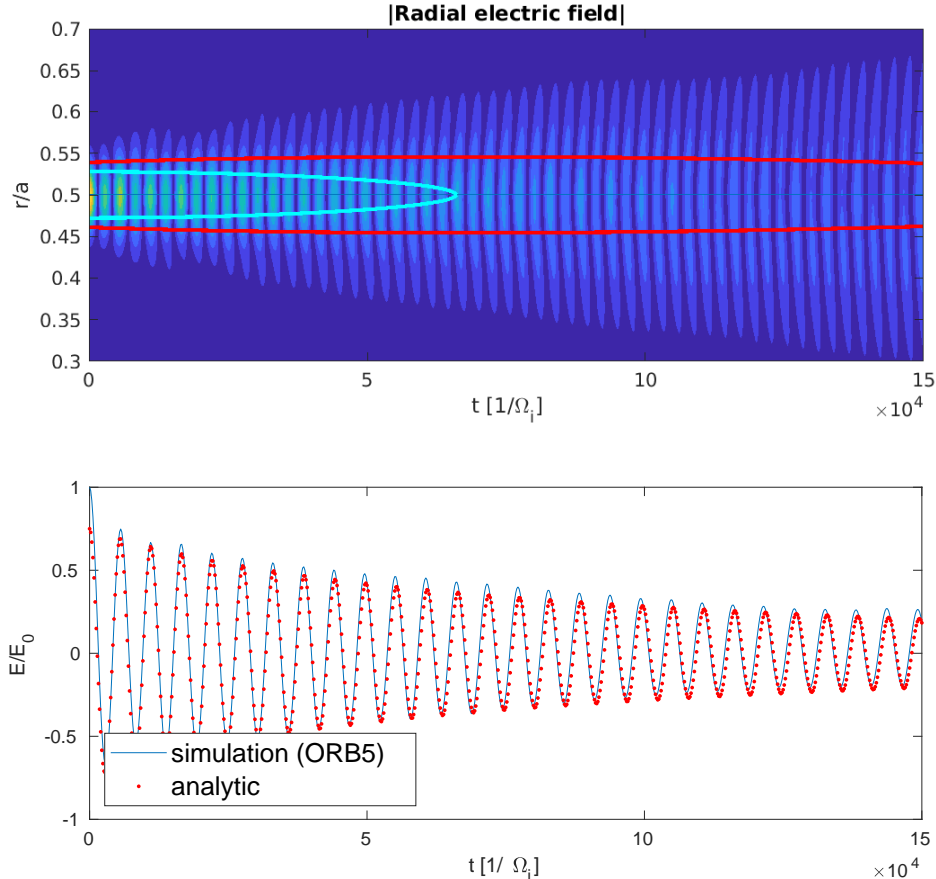 |Radial electric field|
0.7
0.65
0.6
0.55
0.5
0.45
0.4
0.35
0.3
r/a
0 5 10 15
t [1/Ω_i]
×10^4
1
0.5
0
-0.5
-1
E/E_0
simulation (ORB5)
analytic
0 5 10 15
t [1/ Ω_i]
×10^4